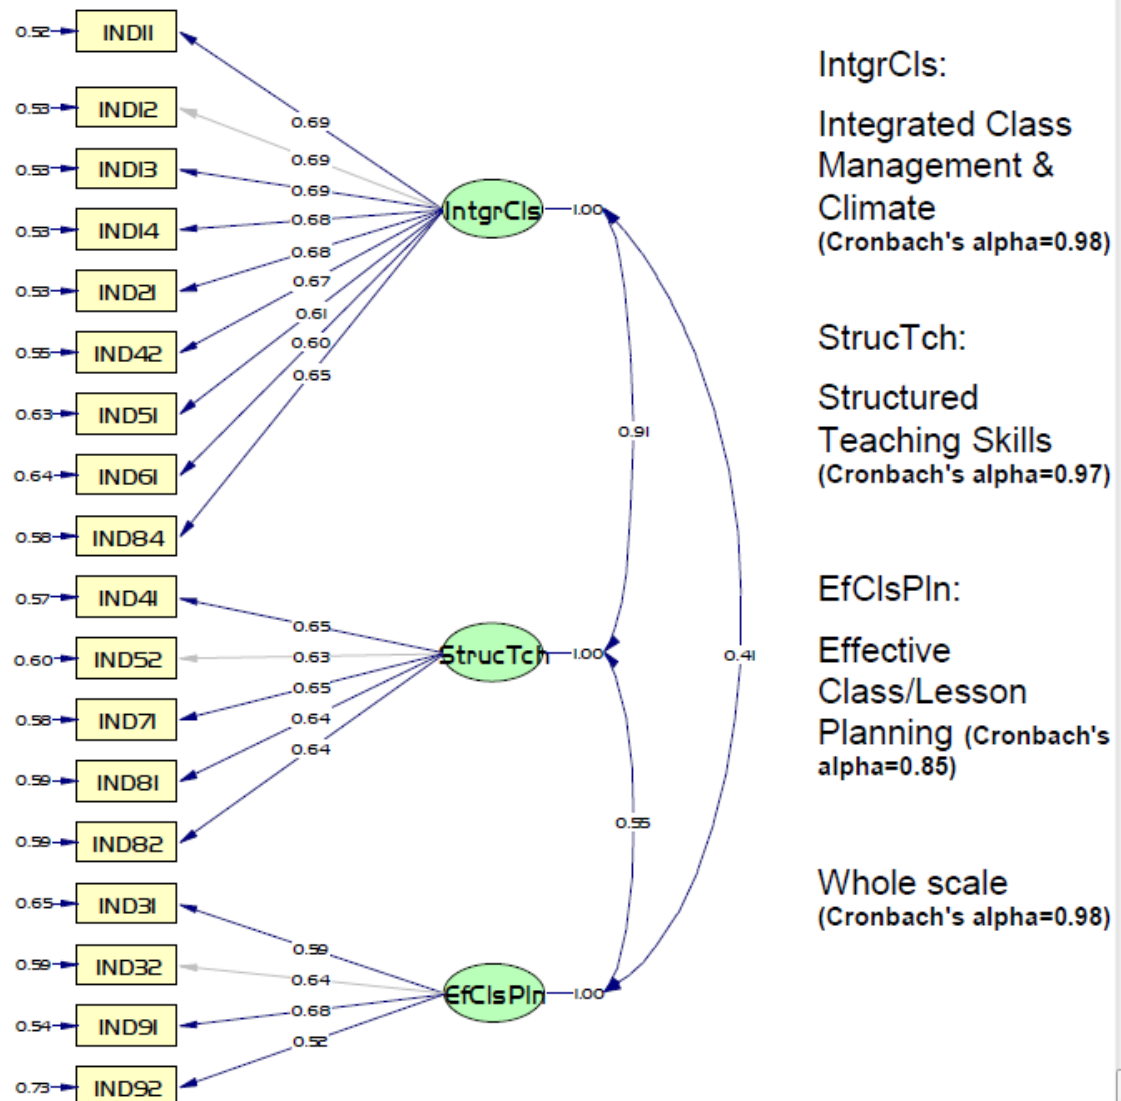 0.52 IND11
0.69
0.53 IND12
0.69
0.53 IND13
0.69
0.53 IND14
0.68
0.53 IND21
0.68
0.55 IND42
0.67
0.63 IND51
0.61
0.64 IND61
0.60
0.58 IND84
0.65
IntgrCls 1.00
0.57 IND41
0.65
0.60 IND52
0.63
0.58 IND71
0.65
0.59 IND81
0.64
0.59 IND82
0.64
StrucTch 1.00
0.65 IND31
0.59
0.59 IND32
0.64
0.54 IND91
0.68
0.73 IND92
0.52
EfClsPln 1.00
0.91
0.41
0.55
IntgrCls:
Integrated Class
Management &
Climate
(Cronbach's alpha=0.98)
StrucTch:
Structured
Teaching Skills
(Cronbach's alpha=0.97)
EfClsPln:
Effective
Class/Lesson
Planning (Cronbach's
alpha=0.85)
Whole scale
(Cronbach's alpha=0.98)